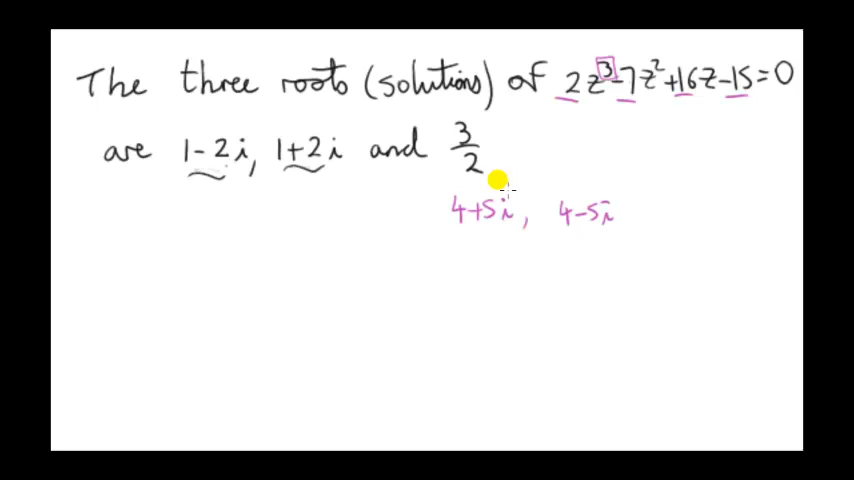 The three roots (solutions) of 2z³-7z²+16z-15=0
are 1-2i, 1+2i and 3/2
4+5i, 4-5i